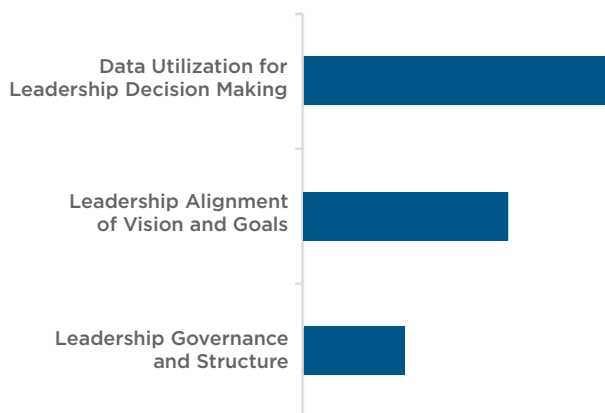 Data Utilization for
Leadership Decision Making
Leadership Alignment
of Vision and Goals
Leadership Governance
and Structure